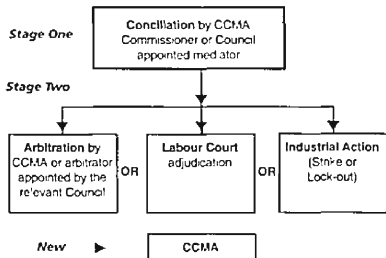 Stage One
Conciliation by CCMA
Commissioner or Council
appointed mediator
Stage Two
Arbitration by
CCMA or arbitrator
appointed by the
relevant Council
OR
Labour Court
adjudication
OR
Industrial Action
(Strike or
Lock-out)
New
CCMA